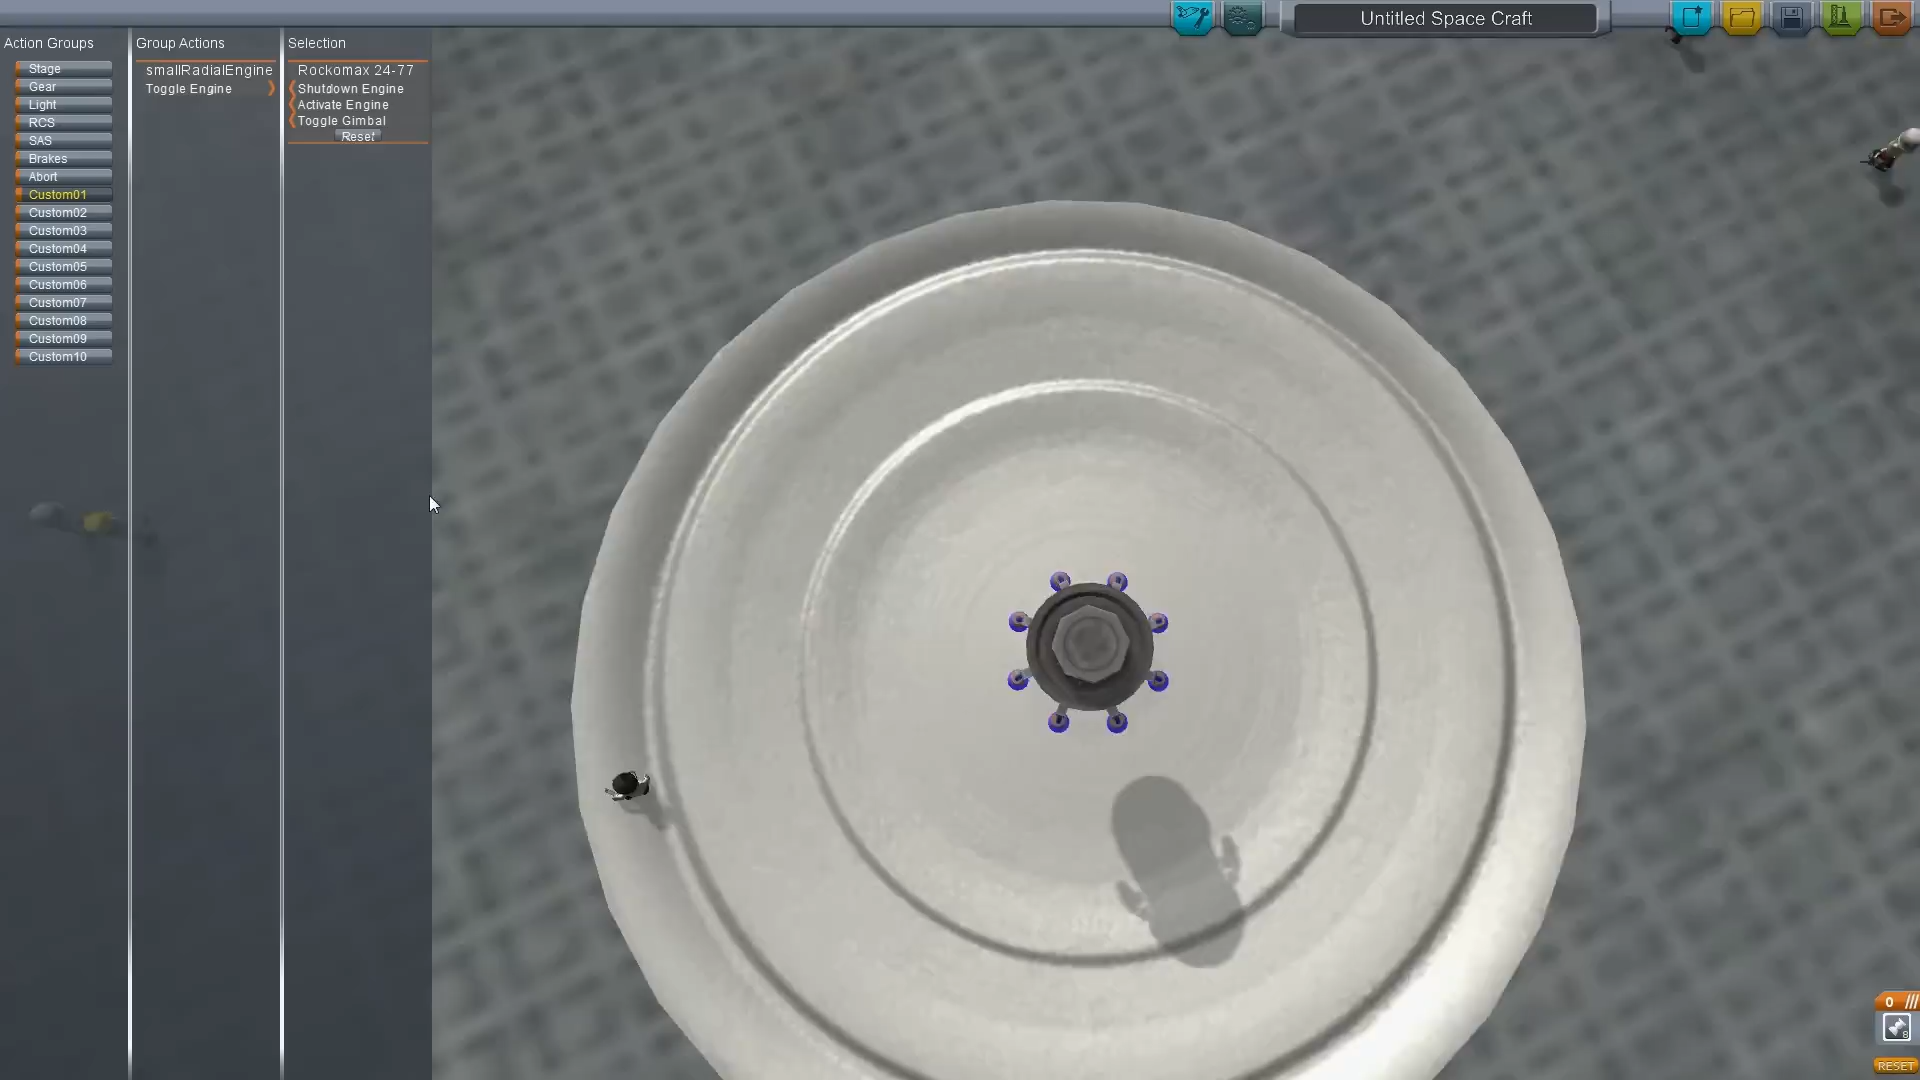 Untitled Space Craft
Action Groups
Stage
Gear
Light
RCS
SAS
Brakes
Abort
Custom01
Custom02
Custom03
Custom04
Custom05
Custom06
Custom07
Custom08
Custom09
Custom10
Group Actions
smallRadialEngine
Toggle Engine
Selection
Rockomax 24-77
Shutdown Engine
Activate Engine
Toggle Gimbal
Reset
0
8
RESET